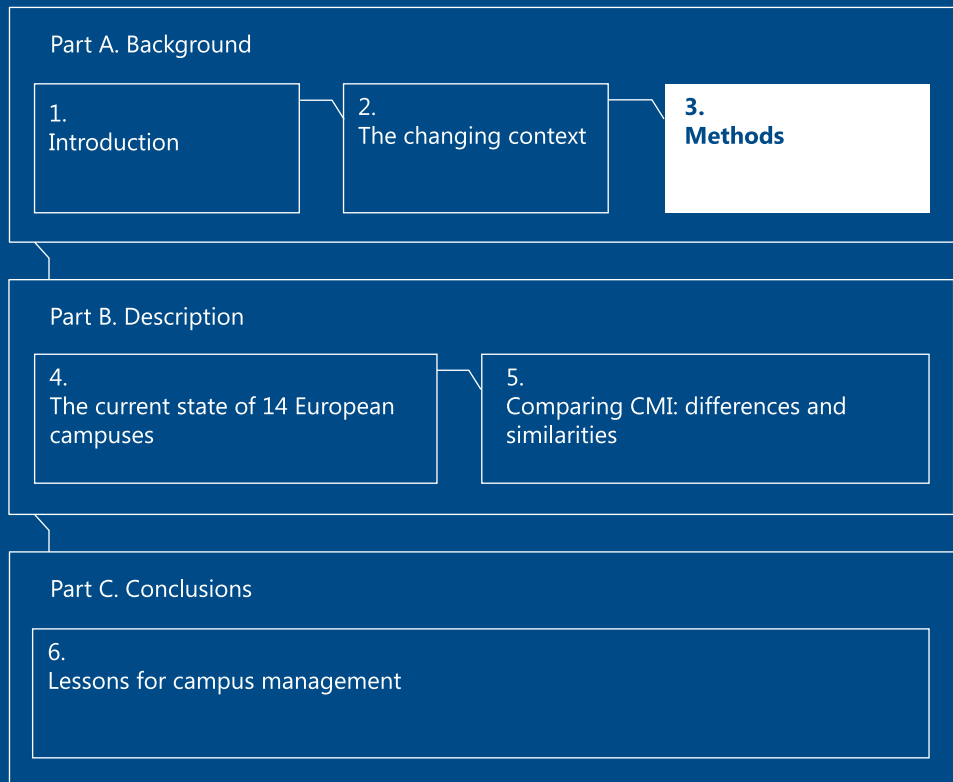 Part A. Background
1.
Introduction
2.
The changing context
3.
Methods
Part B. Description
4.
The current state of 14 European
campuses
5.
Comparing CMI: differences and
similarities
Part C. Conclusions
6.
Lessons for campus management